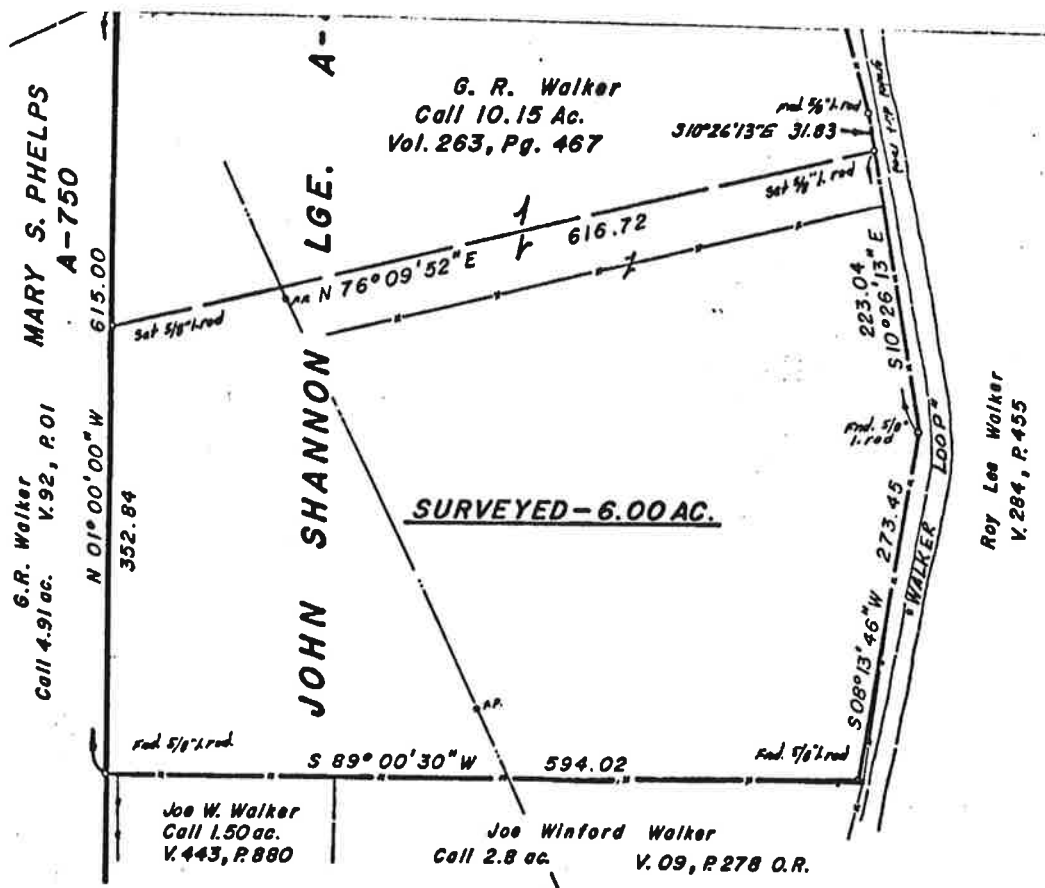 G. R. Walker
Call 10.15 Ac.
Vol. 263, Pg. 467
A-
MARY S. PHELPS
A-750
615.00
Fnd. 5/8" I. rod
S10°26'13"E 31.83
Set 5/8" I. rod
616.72
N 76°09'52" E
P.P.
Set 5/8" I. rod
223.04
S10°26'13"E
Fnd. 5/8"
I. rod
JOHN SHANNON LGE.
G.R. Walker
Call 4.91 ac. V.92, P.01
N 01°00'00" W
352.84
SURVEYED-6.00 AC.
Roy Lee Walker
V. 284, P.455
273.45
S08°13'46"W
"WALKER LOOP"
P.P.
Fnd. 5/8" I. rod
S 89°00'30" W 594.02
Fnd. 5/8" I. rod
Joe W. Walker
Call 1.50 ac.
V. 443, P. 880
Joe Winford Walker
Call 2.8 ac. V. 09, P. 278 O.R.